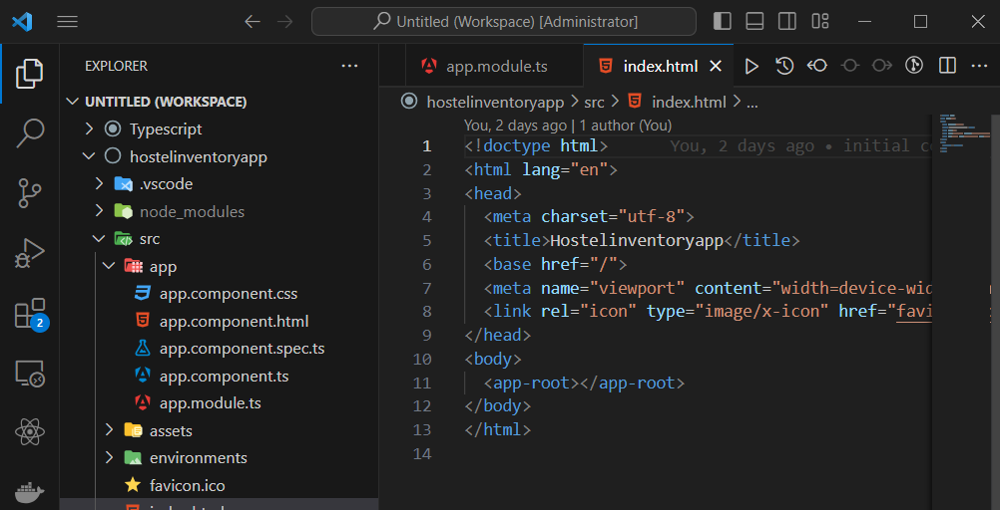 Untitled (Workspace) [Administrator]
EXPLORER
UNTITLED (WORKSPACE)
Typescript
hostelinventoryapp
.vscode
node_modules
src
app
app.component.css
app.component.html
app.component.spec.ts
app.component.ts
app.module.ts
assets
environments
favicon.ico
2
app.module.ts
index.html
hostelinventoryapp > src > index.html > ...
You, 2 days ago | 1 author (You)
1 <!doctype html> You, 2 days ago • initial
2 <html lang="en">
3 <head>
4 <meta charset="utf-8">
5 <title>Hostelinventoryapp</title>
6 <base href="/">
7 <meta name="viewport" content="width=device-wid
8 <link rel="icon" type="image/x-icon" href="favi
9 </head>
10 <body>
11 <app-root></app-root>
12 </body>
13 </html>
14